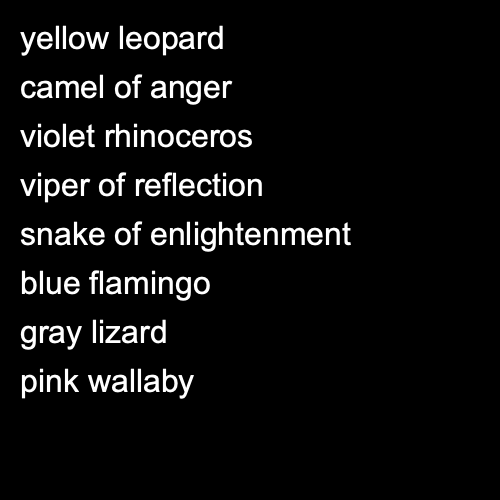 yellow leopard
camel of anger
violet rhinoceros
viper of reflection
snake of enlightenment
blue flamingo
gray lizard
pink wallaby